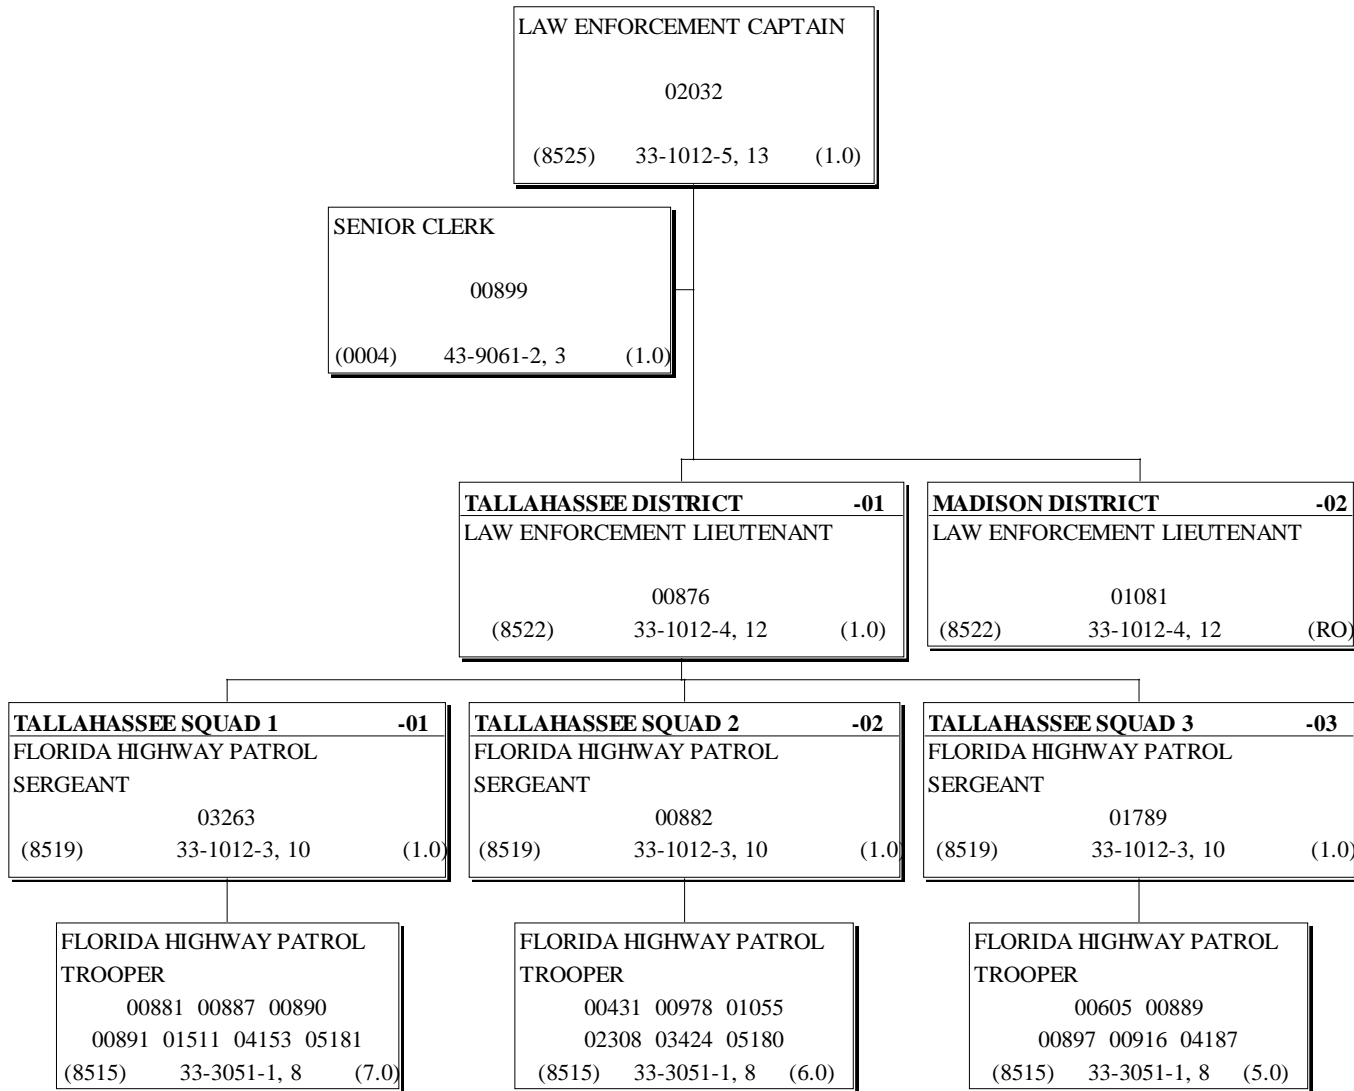 LAW ENFORCEMENT CAPTAIN
02032
(8525) 33-1012-5, 13 (1.0)
SENIOR CLERK
00899
(0004) 43-9061-2, 3 (1.0)
TALLAHASSEE DISTRICT -01
LAW ENFORCEMENT LIEUTENANT
00876
(8522) 33-1012-4, 12 (1.0)
MADISON DISTRICT -02
LAW ENFORCEMENT LIEUTENANT
01081
(8522) 33-1012-4, 12 (RO)
TALLAHASSEE SQUAD 1 -01
FLORIDA HIGHWAY PATROL
SERGEANT
03263
(8519) 33-1012-3, 10 (1.0)
TALLAHASSEE SQUAD 2 -02
FLORIDA HIGHWAY PATROL
SERGEANT
00882
(8519) 33-1012-3, 10 (1.0)
TALLAHASSEE SQUAD 3 -03
FLORIDA HIGHWAY PATROL
SERGEANT
01789
(8519) 33-1012-3, 10 (1.0)
FLORIDA HIGHWAY PATROL
TROOPER
00881 00887 00890
00891 01511 04153 05181
(8515) 33-3051-1, 8 (7.0)
FLORIDA HIGHWAY PATROL
TROOPER
00431 00978 01055
02308 03424 05180
(8515) 33-3051-1, 8 (6.0)
FLORIDA HIGHWAY PATROL
TROOPER
00605 00889
00897 00916 04187
(8515) 33-3051-1, 8 (5.0)